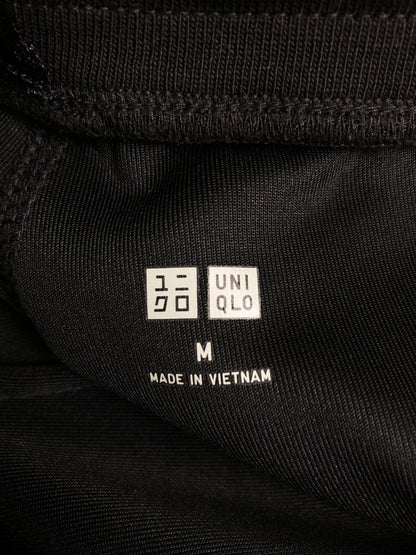 ユニ UNI
クロ QLO
M
MADE IN VIETNAM